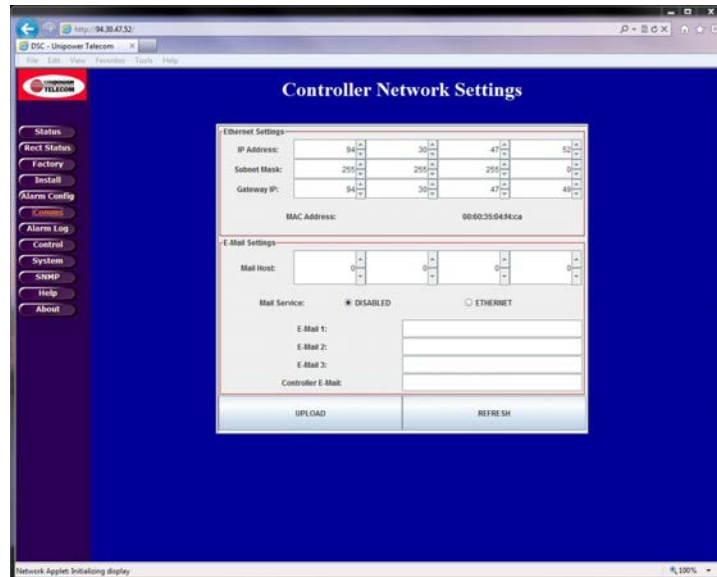 http://94.30.47.52/
DSC - Unipower Telecom
File Edit View Favorites Tools Help
UNIPOWER
TELECOM
Controller Network Settings
Status
Rect Status
Factory
Install
Alarm Config
Comms
Alarm Log
Control
System
SNMP
Help
About
Ethernet Settings
IP Address: 94 30 47 52
Subnet Mask: 255 255 255 0
Gateway IP: 94 30 47 49
MAC Address: 00:60:35:04:f4:ca
E-Mail Settings
Mail Host: 0 0 0 0
Mail Service: DISABLED ETHERNET
E-Mail 1:
E-Mail 2:
E-Mail 3:
Controller E-Mail:
UPLOAD REFRESH
Network Applet: Initialising display
100%